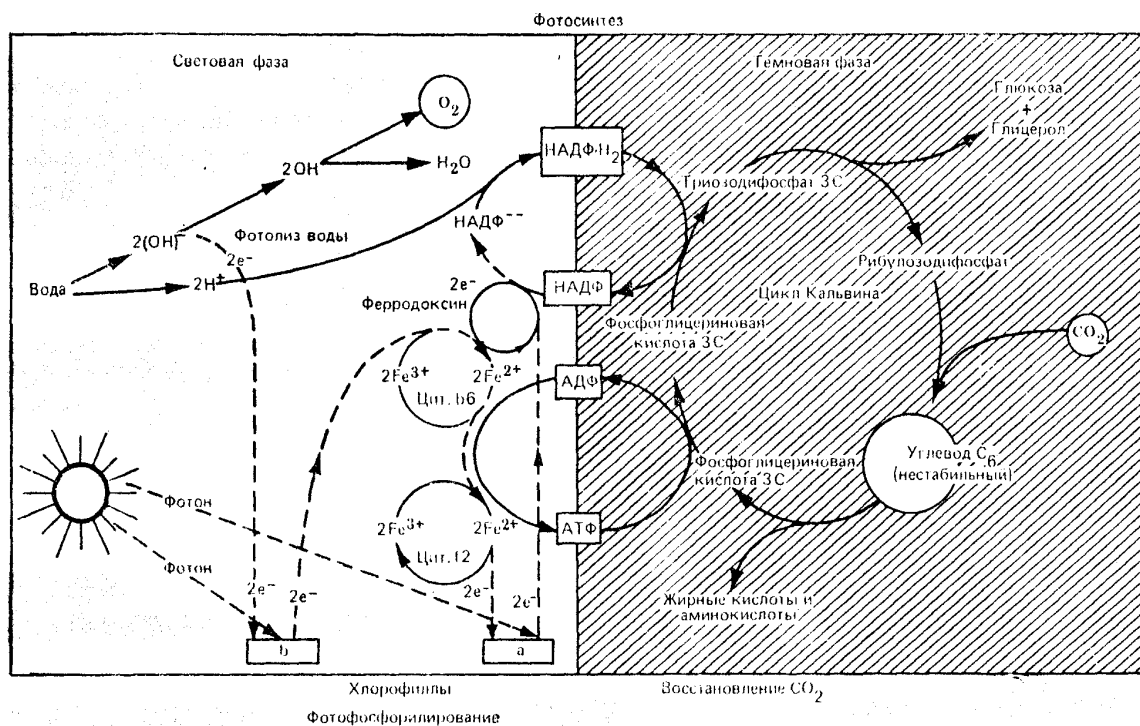 Фотосинтез
Световая фаза
Темновая фаза
O2
Глюкоза
+
Глицерол
2OH
H2O
НАДФ·H2
Триозодифосфат 3С
НАДФ--
2(OH)-
Фотолиз воды
2e-
Рибулозодифосфат
Вода
2H+
2e-
НАДФ
Ферродоксин
Цикл Кальвина
Фосфоглицериновая
кислота 3С
CO2
2Fe3+
2Fe2+
АДФ
Цит. b6
Углевод C6
(нестабильный)
Фосфоглицериновая
кислота 3С
Фотон
2Fe3+
2Fe2+
АТФ
Цит. f2
Фотон
2e-
2e-
2e-
2e-
Жирные кислоты и
аминокислоты
b
a
Хлорофиллы
Восстановление CO2
Фотофосфорилирование